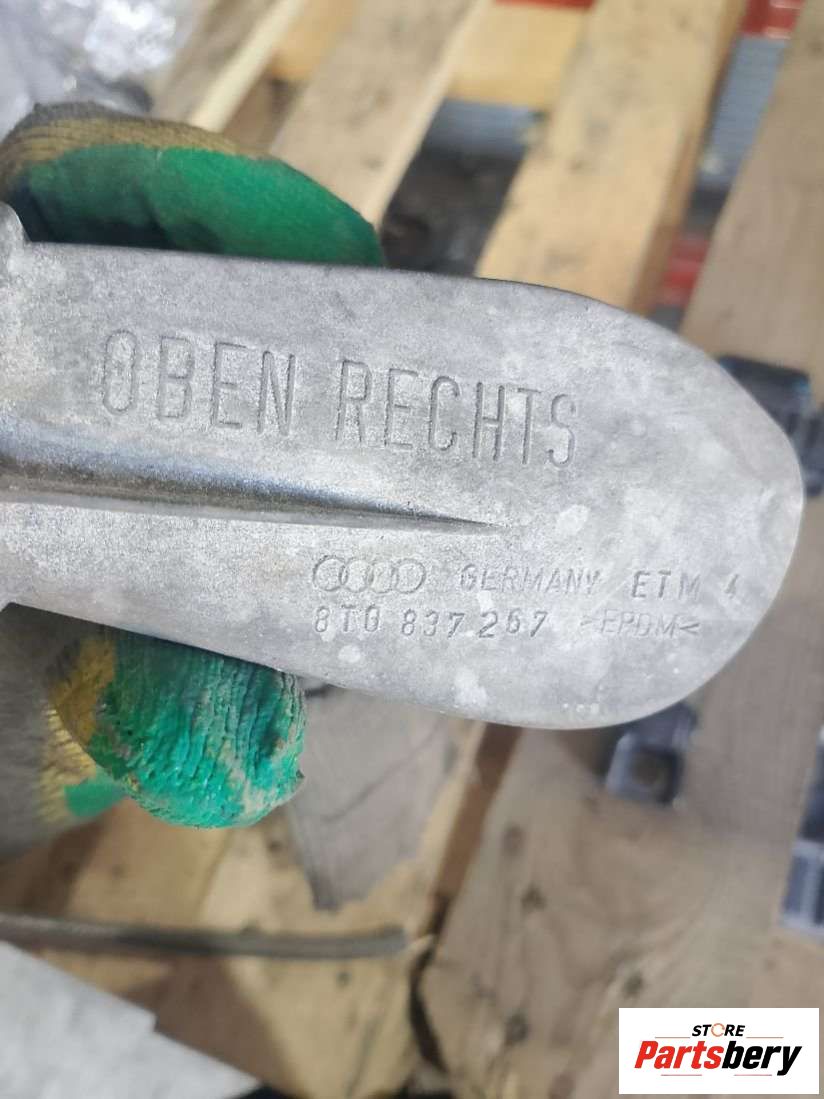 OBEN RECHTS
GERMANY ETM 4
8T0 837 267 >EPDM<
STORE
Partsbery